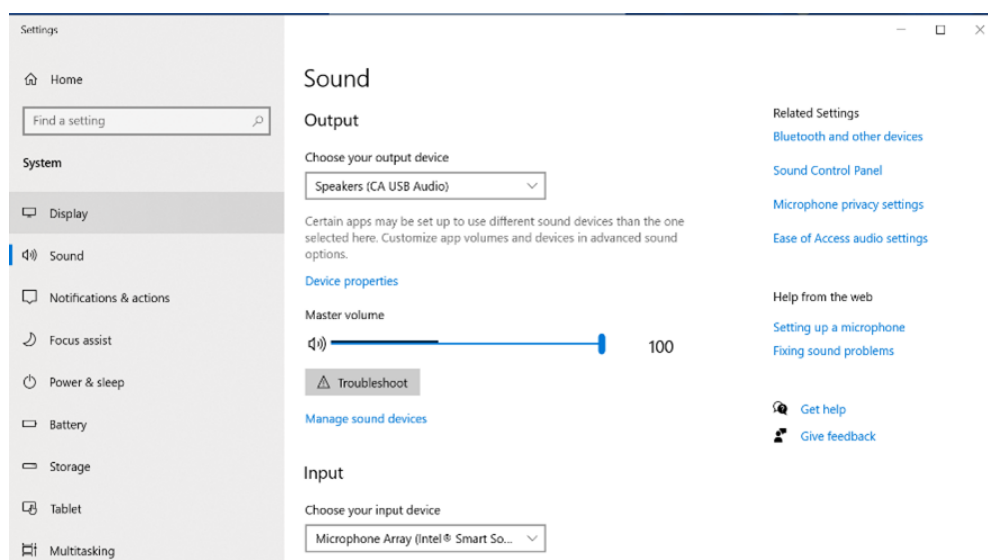 Settings
Home
Find a setting
System
Display
Sound
Notifications & actions
Focus assist
Power & sleep
Battery
Storage
Tablet
Multitasking
Sound
Output
Choose your output device
Speakers (CA USB Audio)
Certain apps may be set up to use different sound devices than the one
selected here. Customize app volumes and devices in advanced sound
options.
Device properties
Master volume
100
Troubleshoot
Manage sound devices
Input
Choose your input device
Microphone Array (Intel® Smart So...
Related Settings
Bluetooth and other devices
Sound Control Panel
Microphone privacy settings
Ease of Access audio settings
Help from the web
Setting up a microphone
Fixing sound problems
Get help
Give feedback